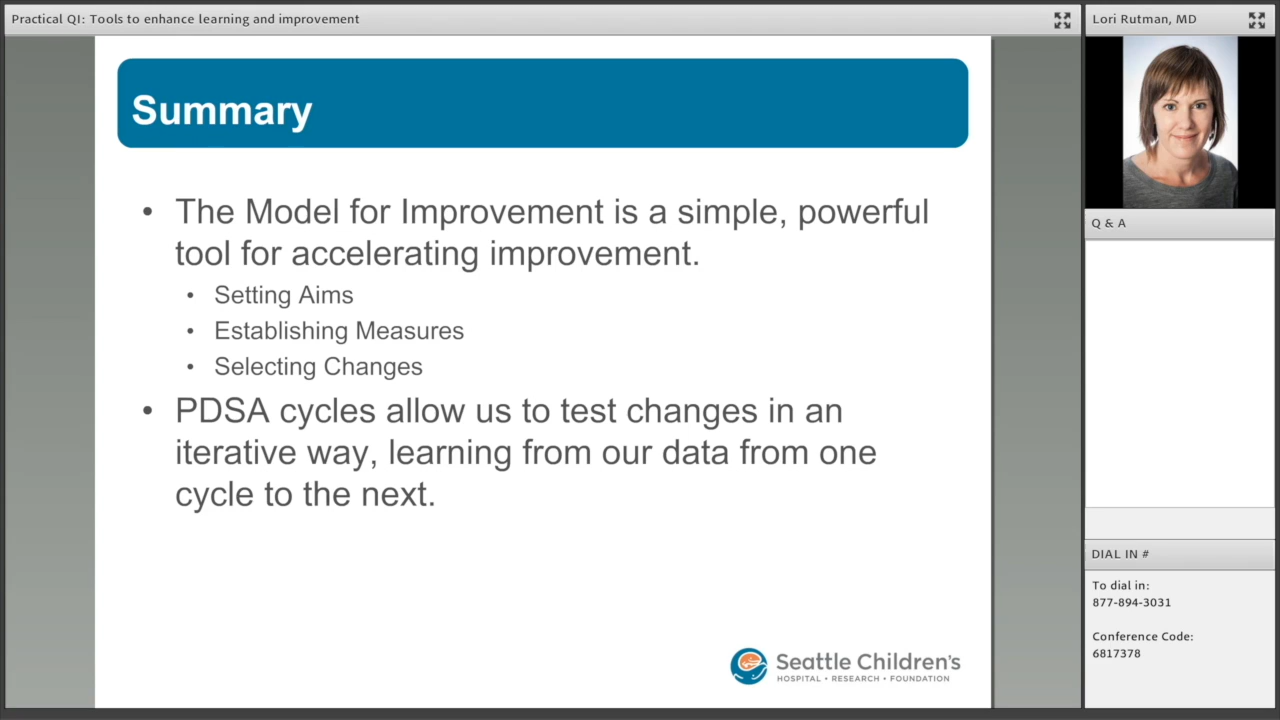 Practical QI: Tools to enhance learning and improvement
Summary
• The Model for Improvement is a simple, powerful
tool for accelerating improvement.
• Setting Aims
• Establishing Measures
• Selecting Changes
• PDSA cycles allow us to test changes in an
iterative way, learning from our data from one
cycle to the next.
Seattle Children's
HOSPITAL • RESEARCH • FOUNDATION
Lori Rutman, MD
Q & A
DIAL IN #
To dial in:
877-894-3031
Conference Code:
6817378